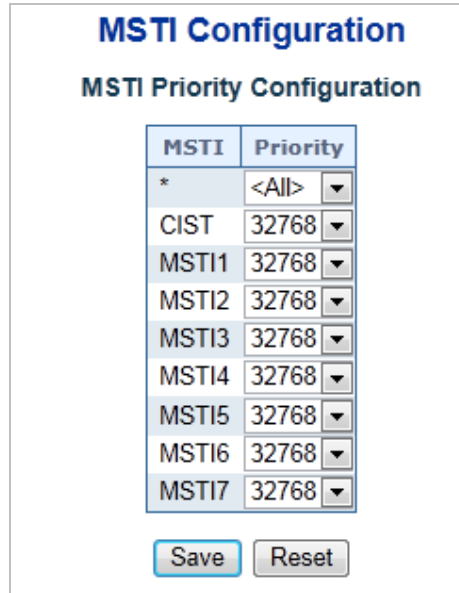 MSTI Configuration
MSTI Priority Configuration
MSTI Priority
* <All>
CIST 32768
MSTI1 32768
MSTI2 32768
MSTI3 32768
MSTI4 32768
MSTI5 32768
MSTI6 32768
MSTI7 32768
Save Reset